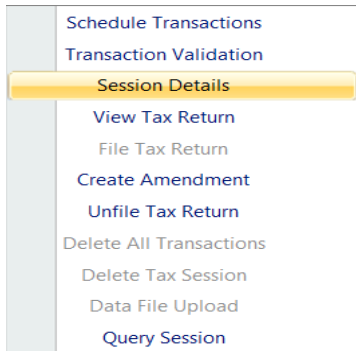 Schedule Transactions
Transaction Validation
Session Details
View Tax Return
File Tax Return
Create Amendment
Unfile Tax Return
Delete All Transactions
Delete Tax Session
Data File Upload
Query Session